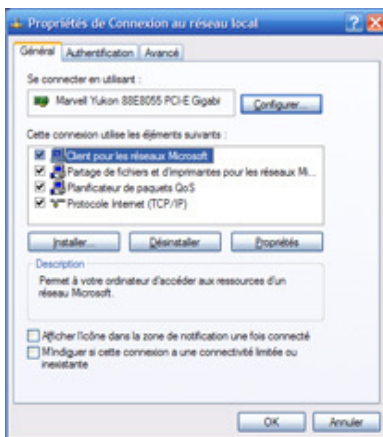 Propriétés de Connexion au réseau local
Général
Authentification
Avancé
Se connecter en utilisant :
Marvell Yukon 88E8055 PCI-E Gigabi
Configurer...
Cette connexion utilise les éléments suivants :
Client pour les réseaux Microsoft
Partage de fichiers et d'imprimantes pour les réseaux Mi...
Planificateur de paquets QoS
Protocole Internet (TCP/IP)
Installer...
Désinstaller
Propriétés
Description
Permet à votre ordinateur d'accéder aux ressources d'un
réseau Microsoft.
Afficher l'icône dans la zone de notification une fois connecté
M'indiquer si cette connexion a une connectivité limitée ou
inexistante
OK
Annuler